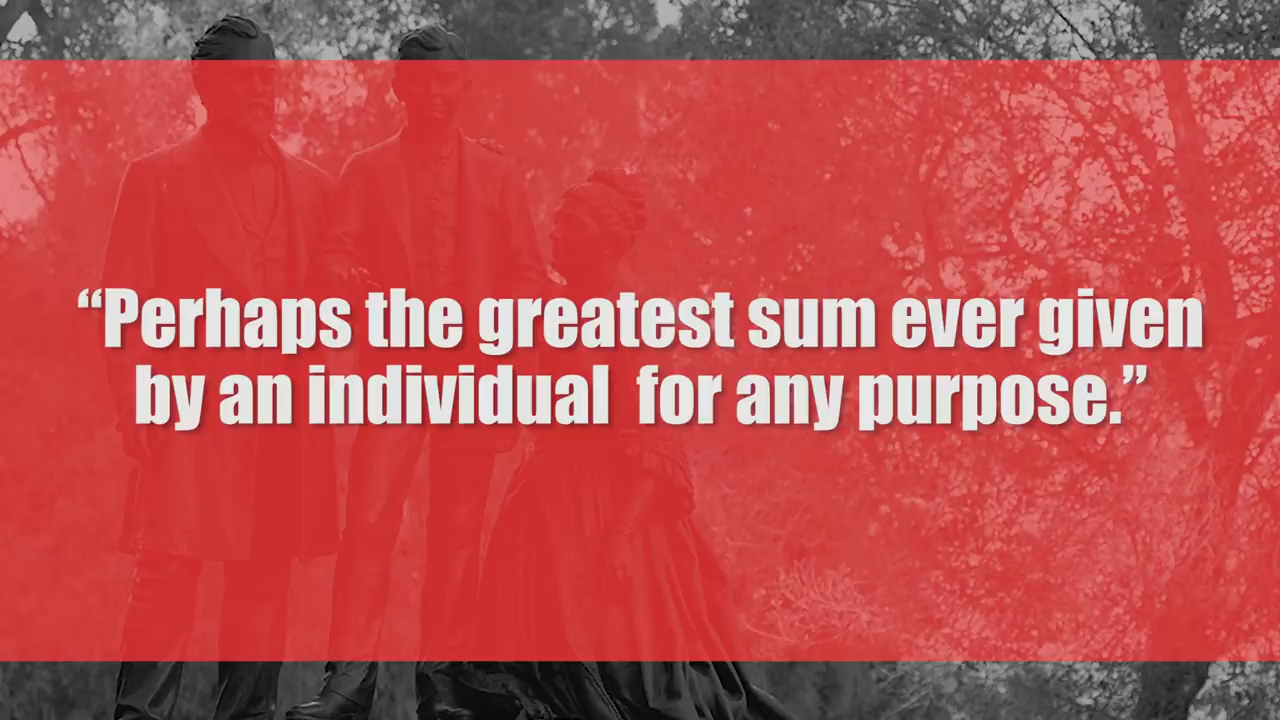 “Perhaps the greatest sum ever given
by an individual  for any purpose.”